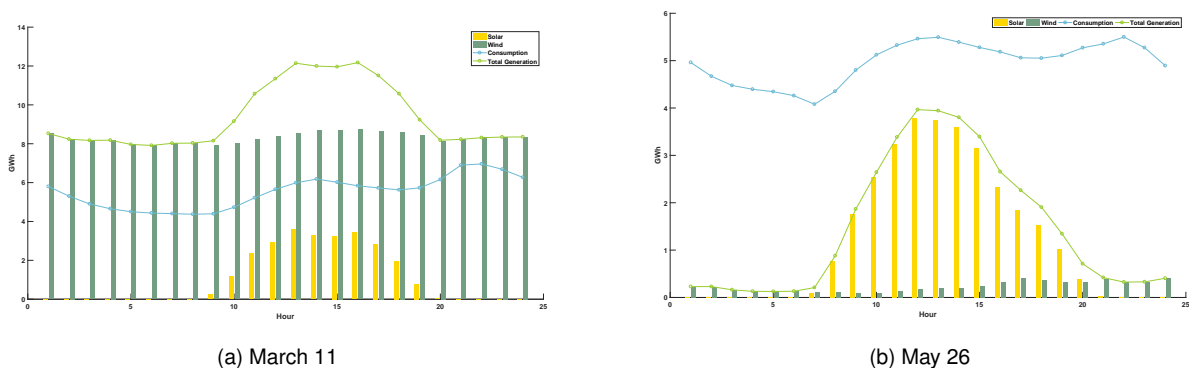 14
12
10
8
6
4
2
0
GWh
0 5 10 15 20 25
Hour
Solar
Wind
Consumption
Total Generation
(a) March 11
6
5
4
3
2
1
0
GWh
0 5 10 15 20 25
Hour
Solar Wind Consumption Total Generation
(b) May 26